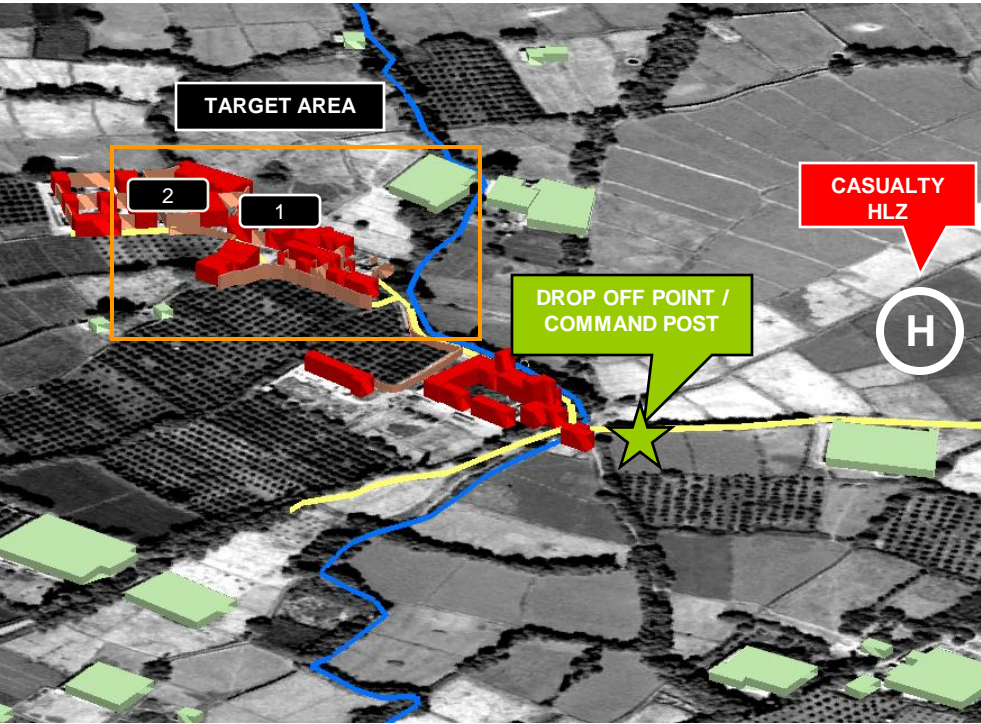 TARGET AREA
2
1
CASUALTY
HLZ
DROP OFF POINT /
COMMAND POST
H